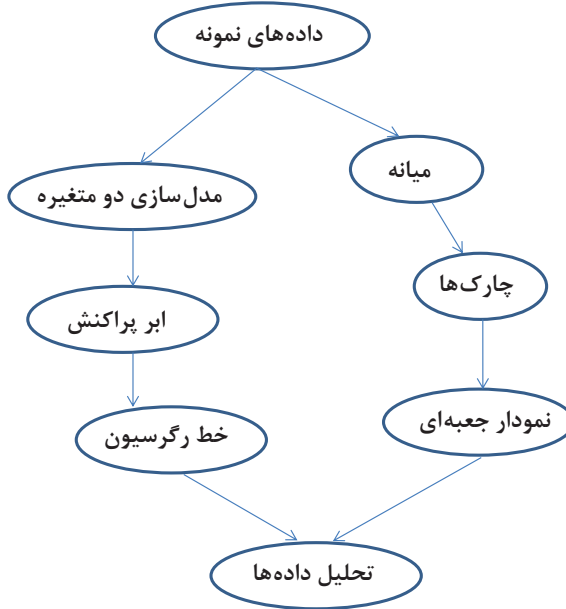 داده‌های نمونه
میانه
مدل‌سازی دو متغیره
چارک‌ها
ابر پراکنش
نمودار جعبه‌ای
خط رگرسیون
تحلیل داده‌ها